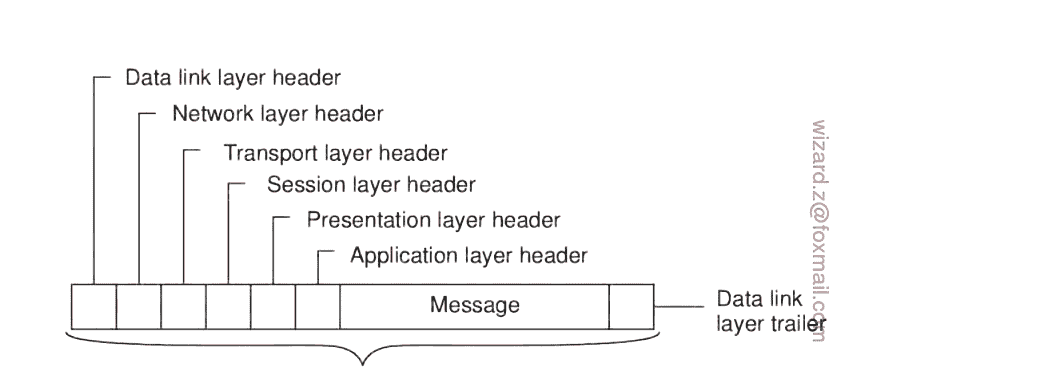 Data link layer header
Network layer header
Transport layer header
Session layer header
Presentation layer header
Application layer header
Message
Data link
layer trailer
wizard.z@foxmail.com